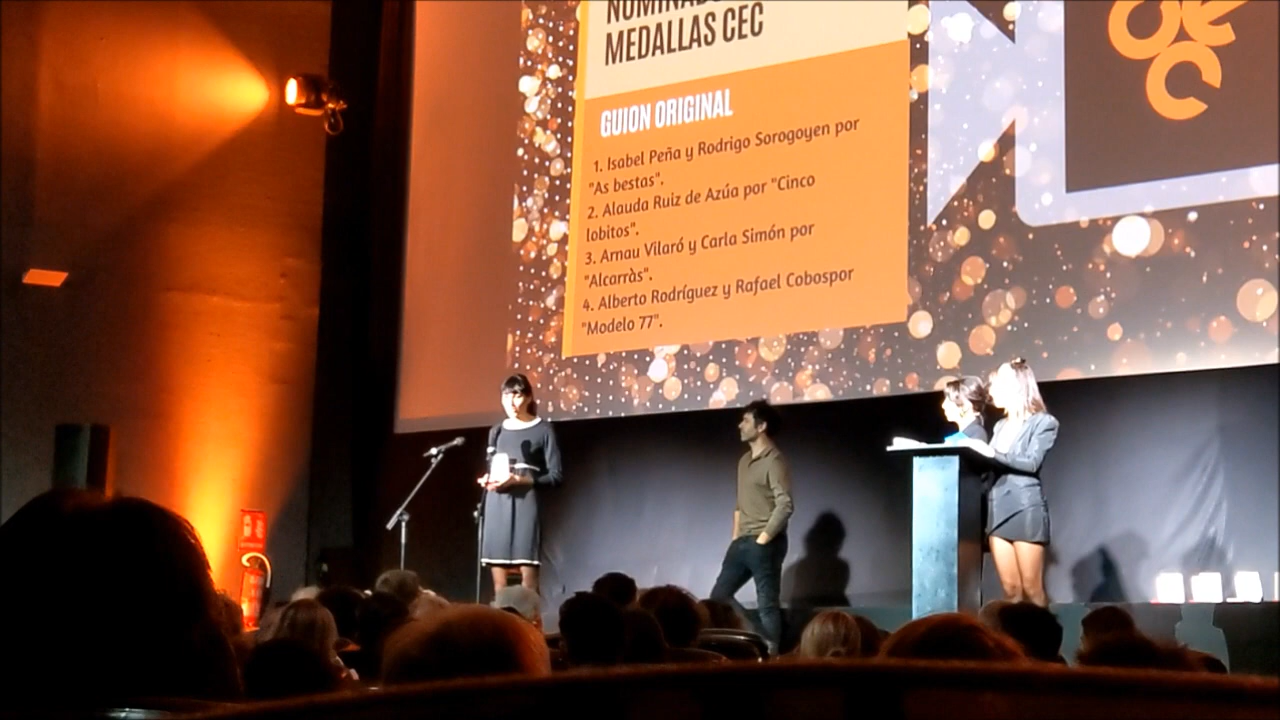 MEDALLAS CEC
GUION ORIGINAL
1. Isabel Peña y Rodrigo Sorogoyen por
"As bestas".
2. Alauda Ruiz de Azúa por "Cinco
lobitos".
3. Arnau Vilaró y Carla Simón por
"Alcarràs".
4. Alberto Rodríguez y Rafael Cobospor
"Modelo 77".
cec